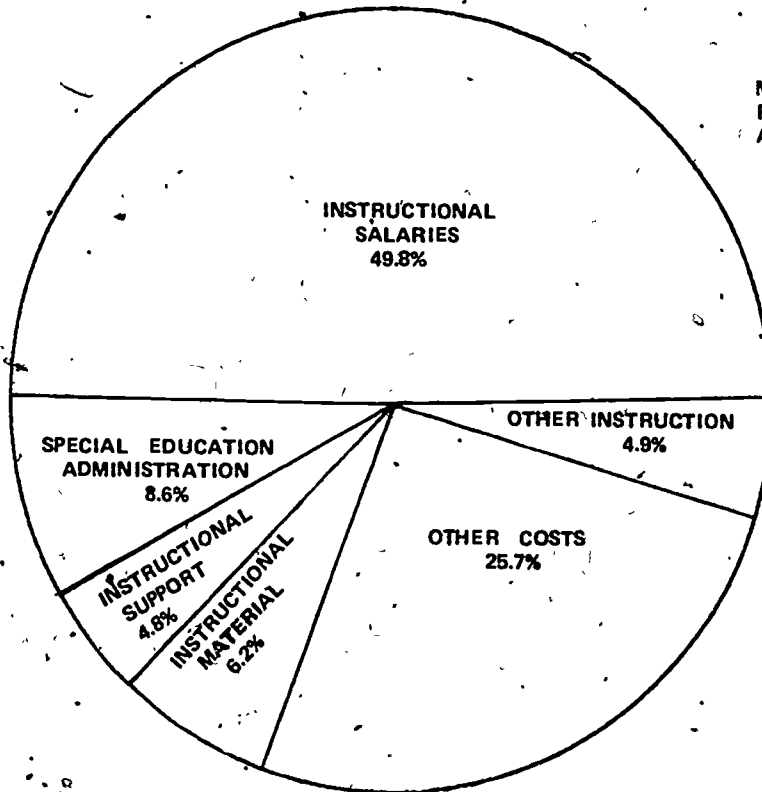 INSTRUCTIONAL
SALARIES
49.8%
OTHER INSTRUCTION
4.9%
SPECIAL EDUCATION
ADMINISTRATION
8.6%
OTHER COSTS
25.7%
INSTRUCTIONAL
SUPPORT
4.8%
INSTRUCTIONAL
MATERIAL
6.2%